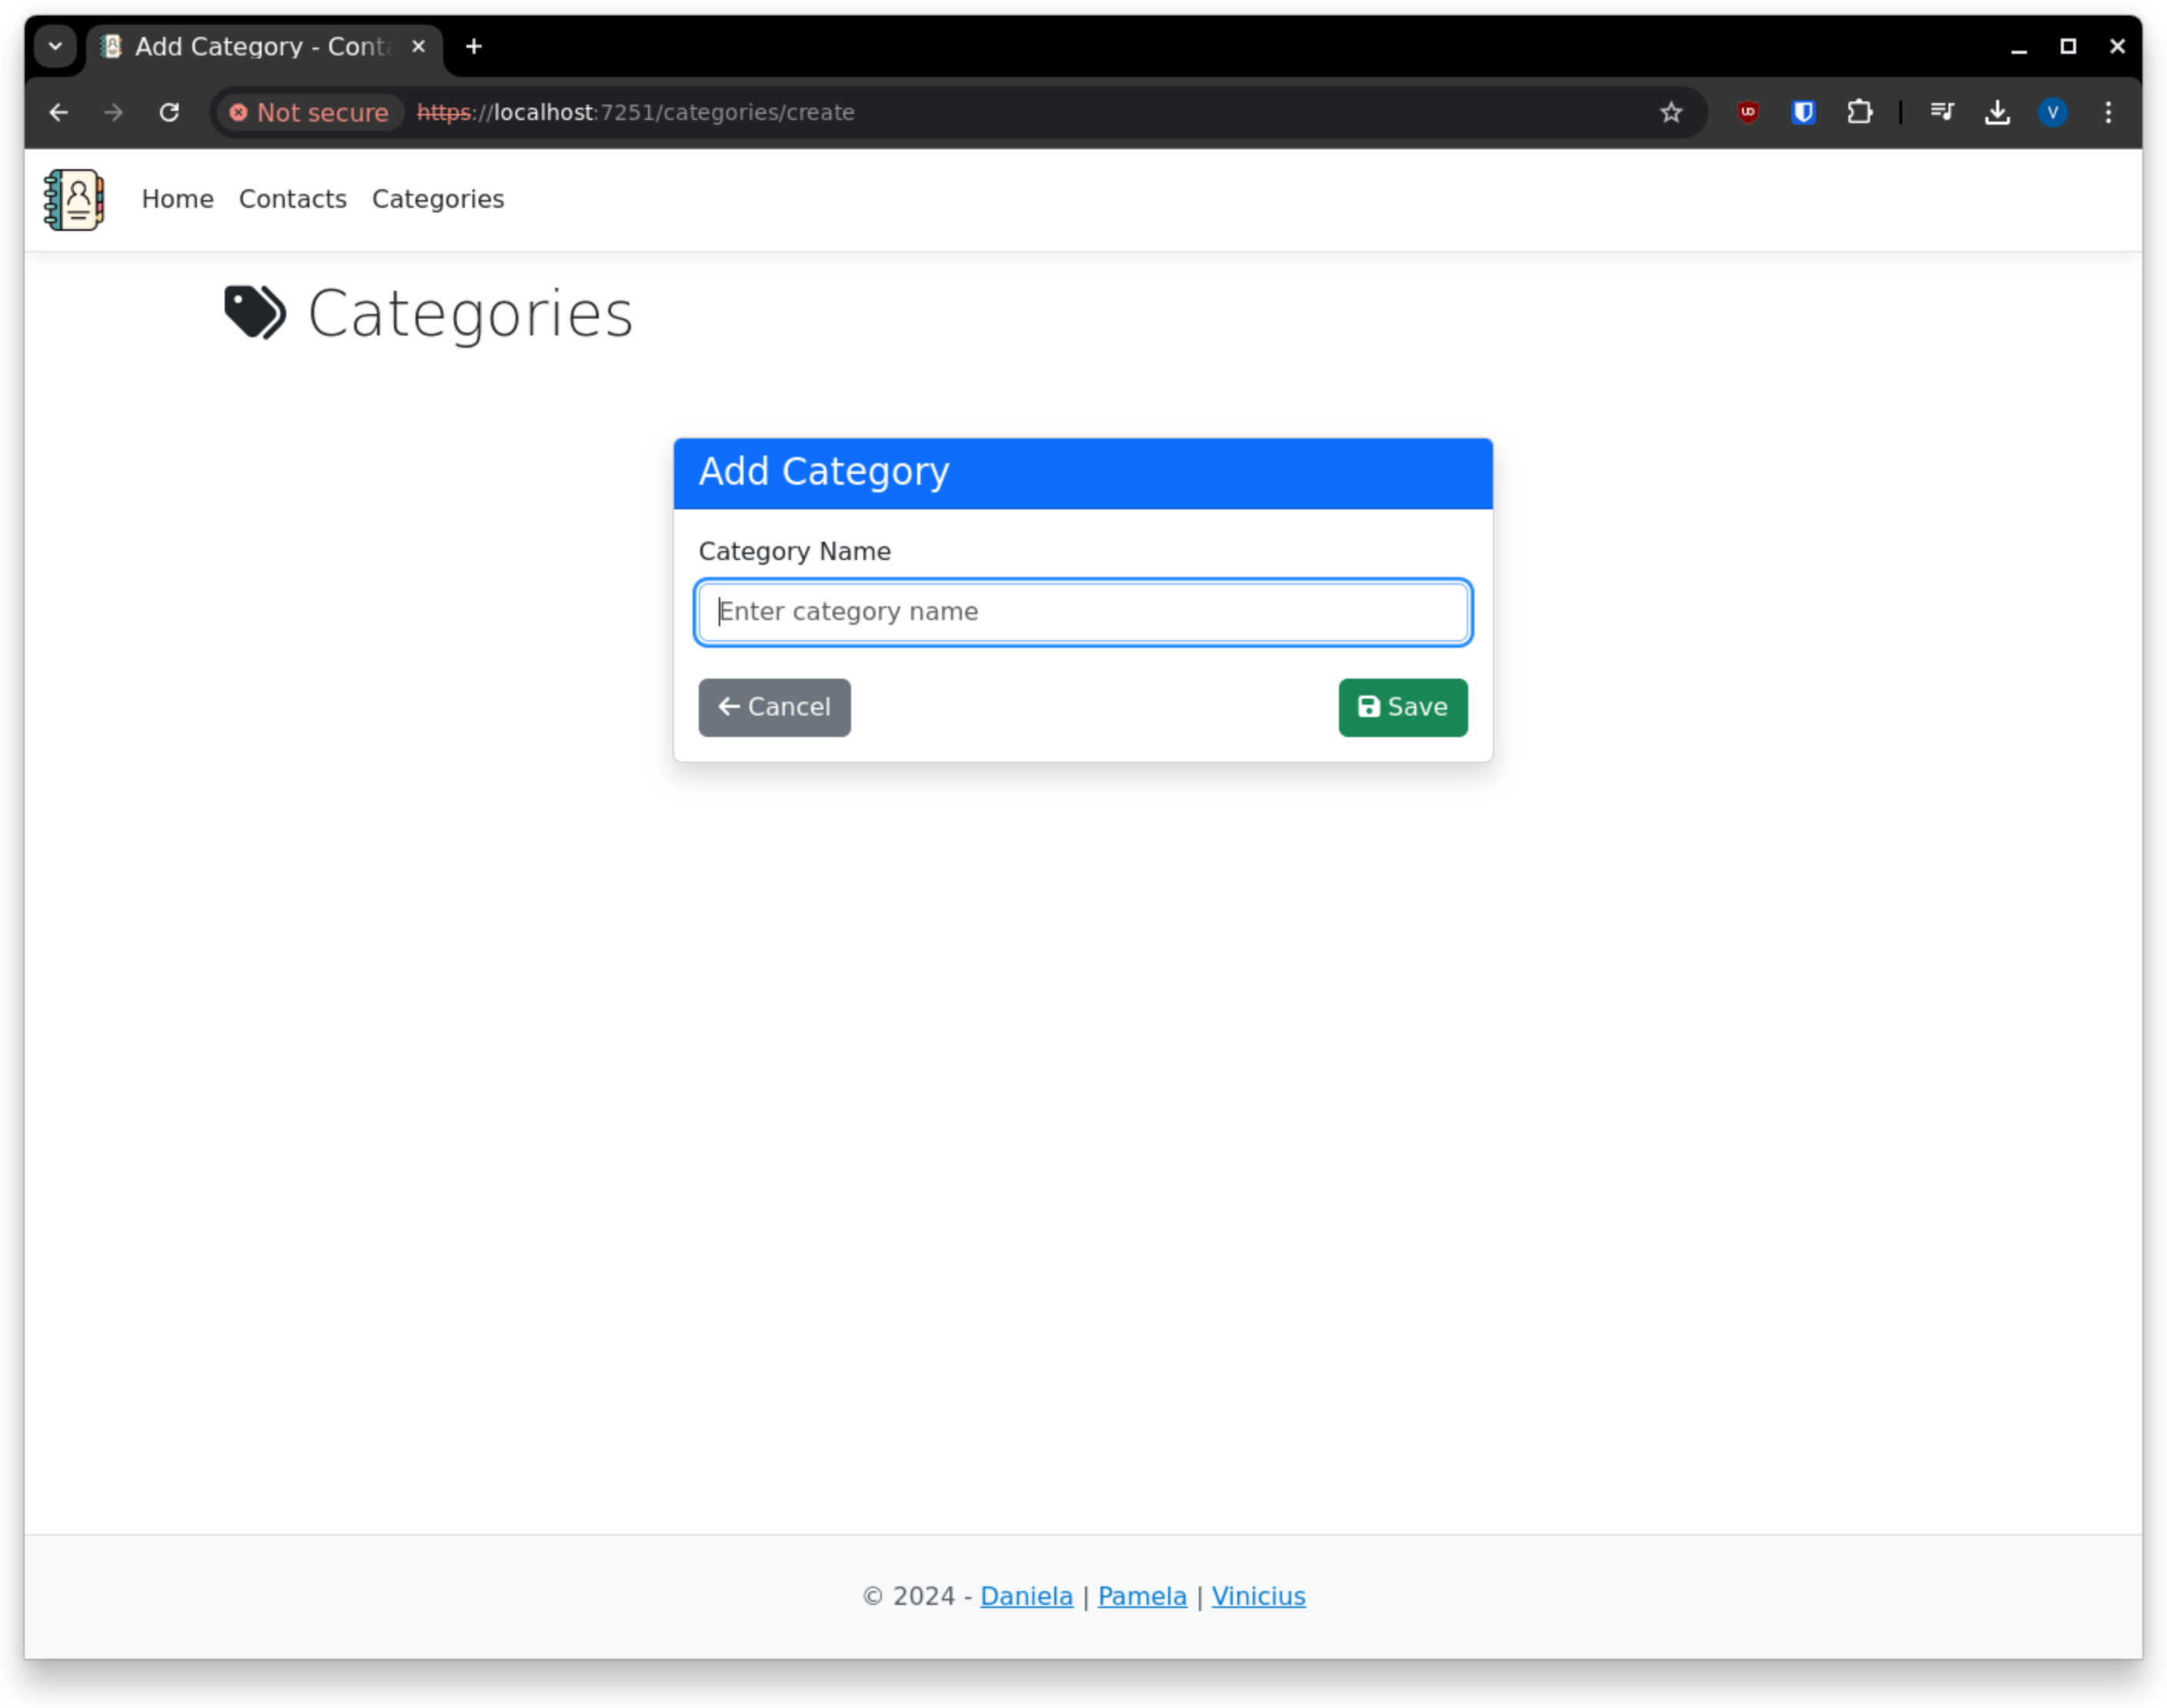 Add Category - Conta
Not secure https://localhost:7251/categories/create
V
Home Contacts Categories
Categories
Add Category
Category Name
Enter category name
Cancel
Save
© 2024 - Daniela | Pamela | Vinicius